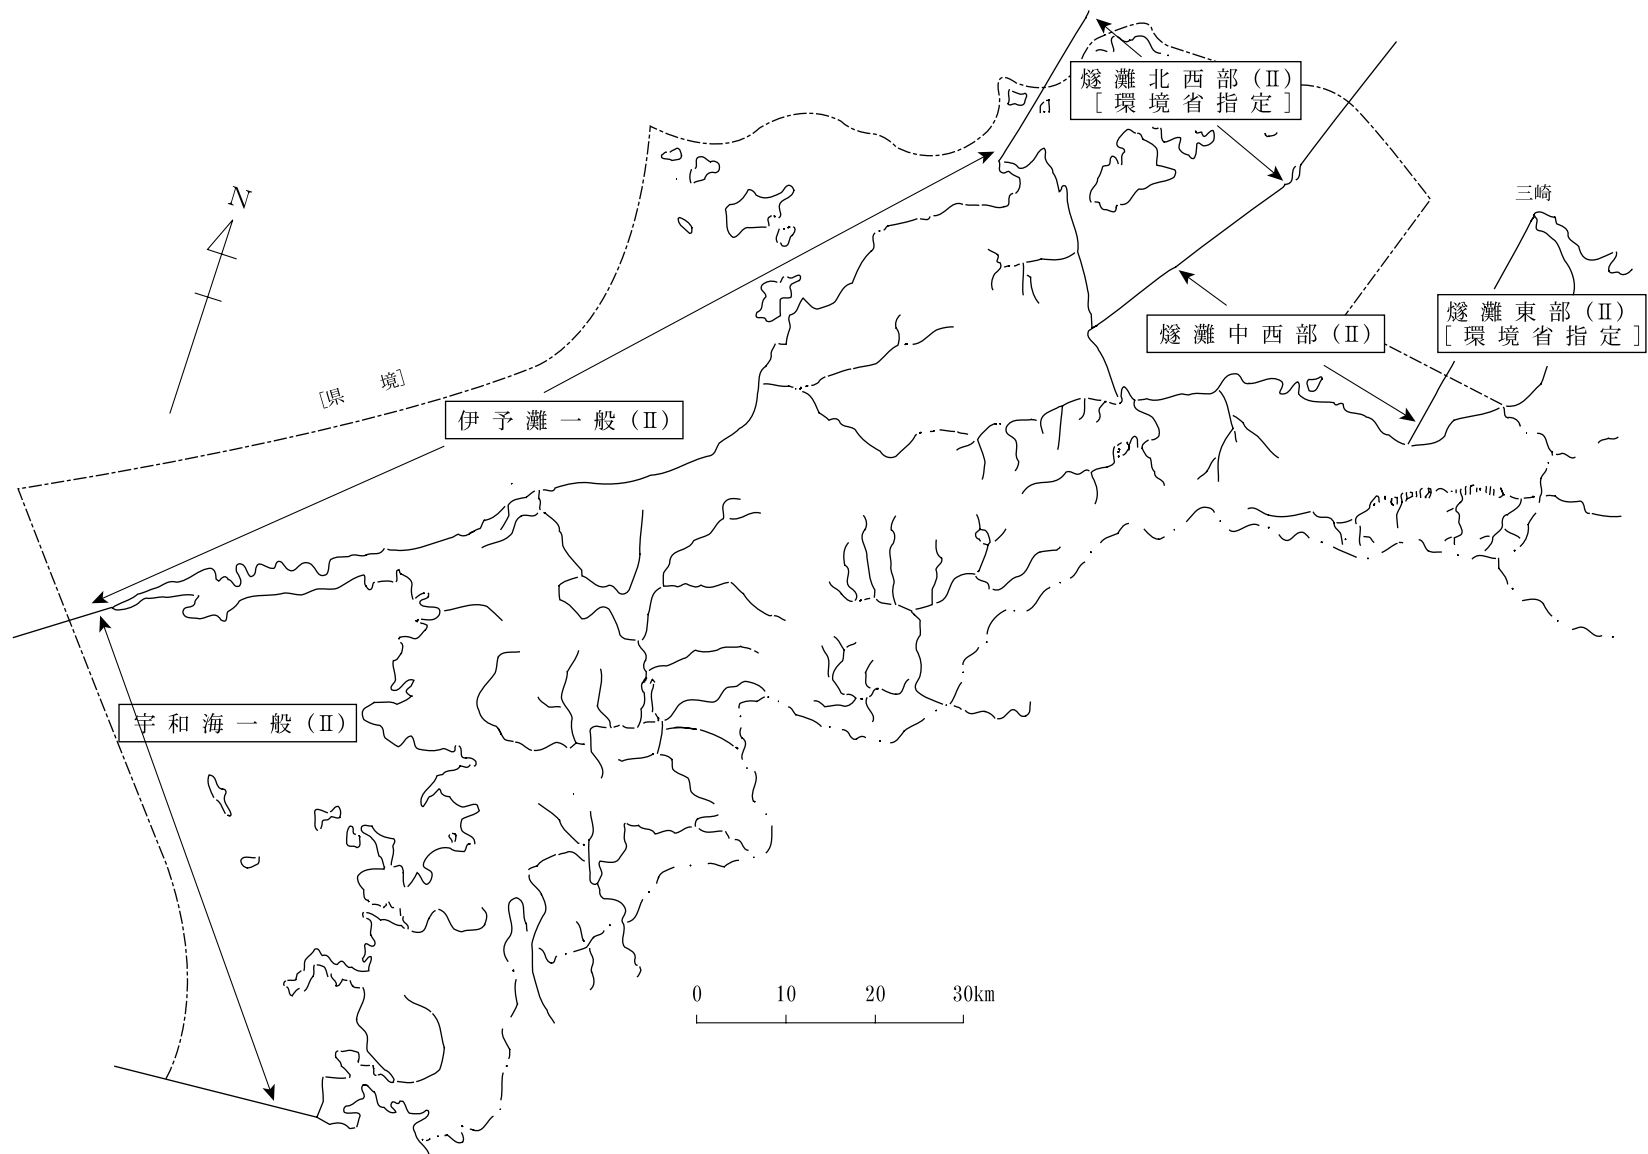 燧灘北西部(Ⅱ)
[環境省指定]
N
三崎
燧灘東部(Ⅱ)
[環境省指定]
燧灘中西部(Ⅱ)
[県境]
伊予灘一般(Ⅱ)
宇和海一般(Ⅱ)
0 10 20 30km